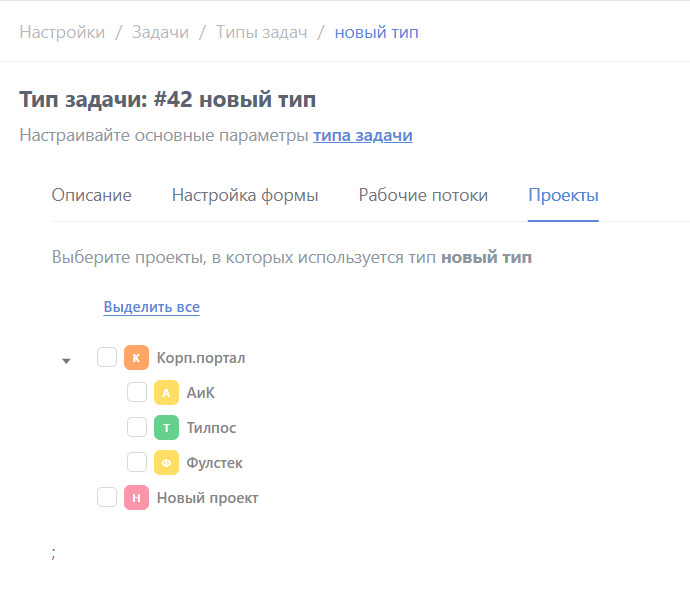 Настройки / Задачи / Типы задач / новый тип
Тип задачи: #42 новый тип
Настраивайте основные параметры типа задачи
Описание Настройка формы Рабочие потоки Проекты
Выберите проекты, в которых используется тип новый тип
Выделить все
К Корп.портал
А АиК
Т Тилпос
Ф Фулстек
Н Новый проект
;